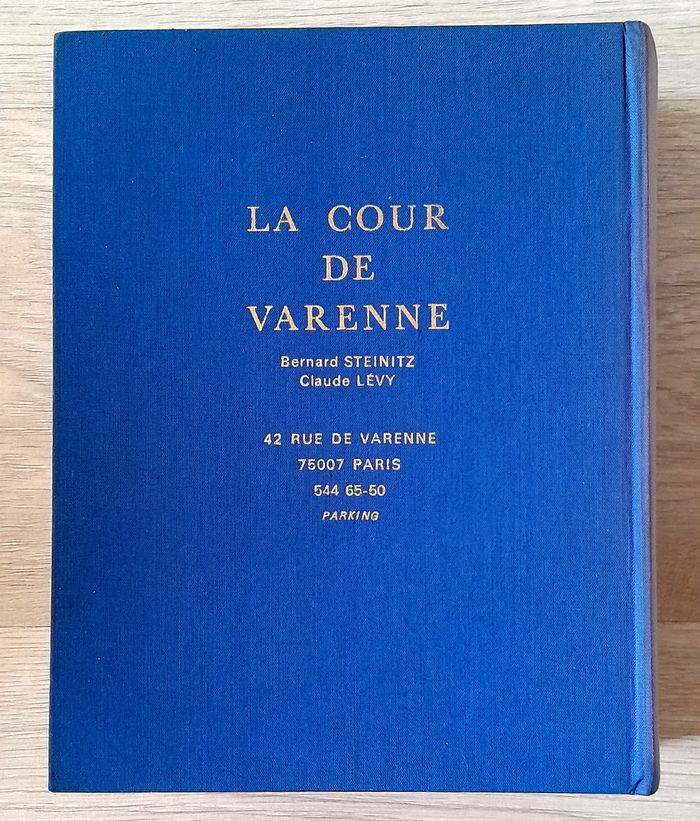 LA COUR
DE
VARENNE
Bernard STEINITZ
Claude LÉVY
42 RUE DE VARENNE
75007 PARIS
544 65-50
PARKING